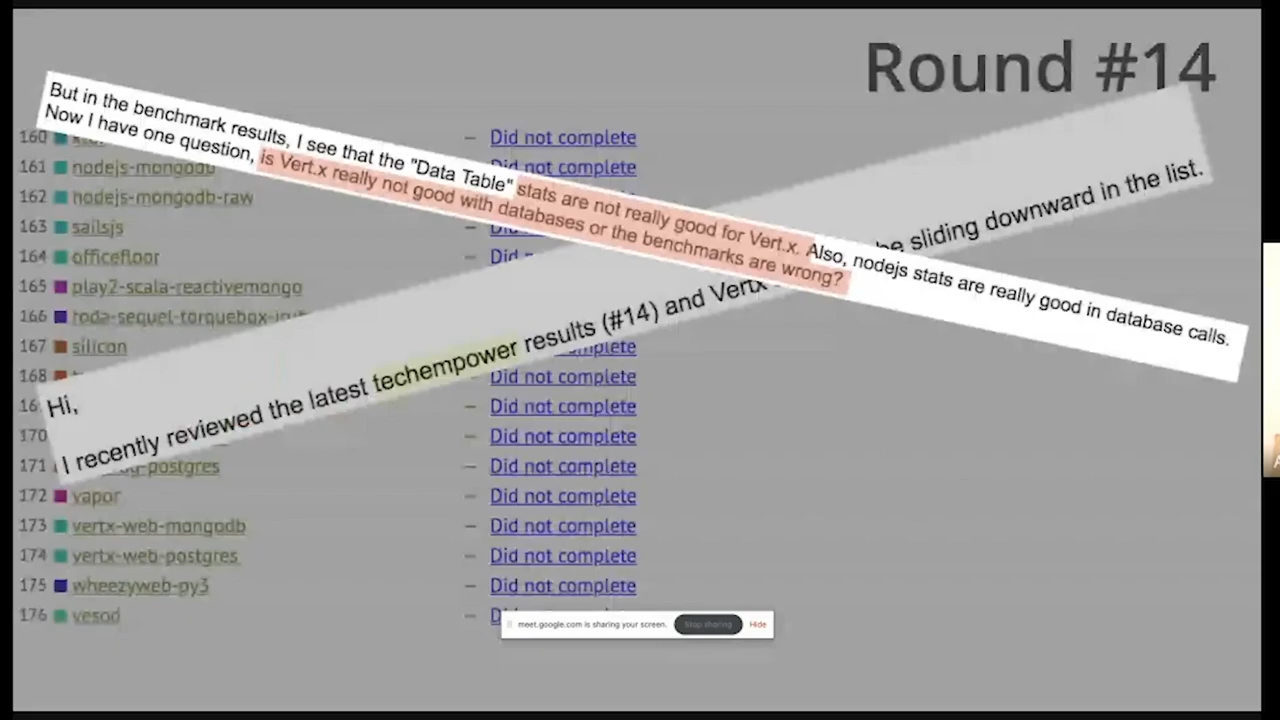 Round #14
But in the benchmark results, I see that the "Data Table" stats are not really good for Vert.x. Also, nodejs stats are really good in database calls.
Now I have one question, is Vert.x really not good with databases or the benchmarks are wrong?
be sliding downward in the list.
Hi,
I recently reviewed the latest techempower results (#14) and Vertx
160 – Did not complete
161 nodejs-mongodb Did not complete
162 nodejs-mongodb-raw
163 sailsjs
164 officefloor Did
165 play2-scala-reactivemongo
166 roda-sequel-torquebox
167 silicon
168 – Did not complete
– Did not complete
170 – Did not complete
171 postgres – Did not complete
172 vapor – Did not complete
173 vertx-web-mongodb – Did not complete
174 vertx-web-postgres – Did not complete
175 wheezyweb-py3 – Did not complete
176 yesod –
meet.google.com is sharing your screen. Stop sharing Hide